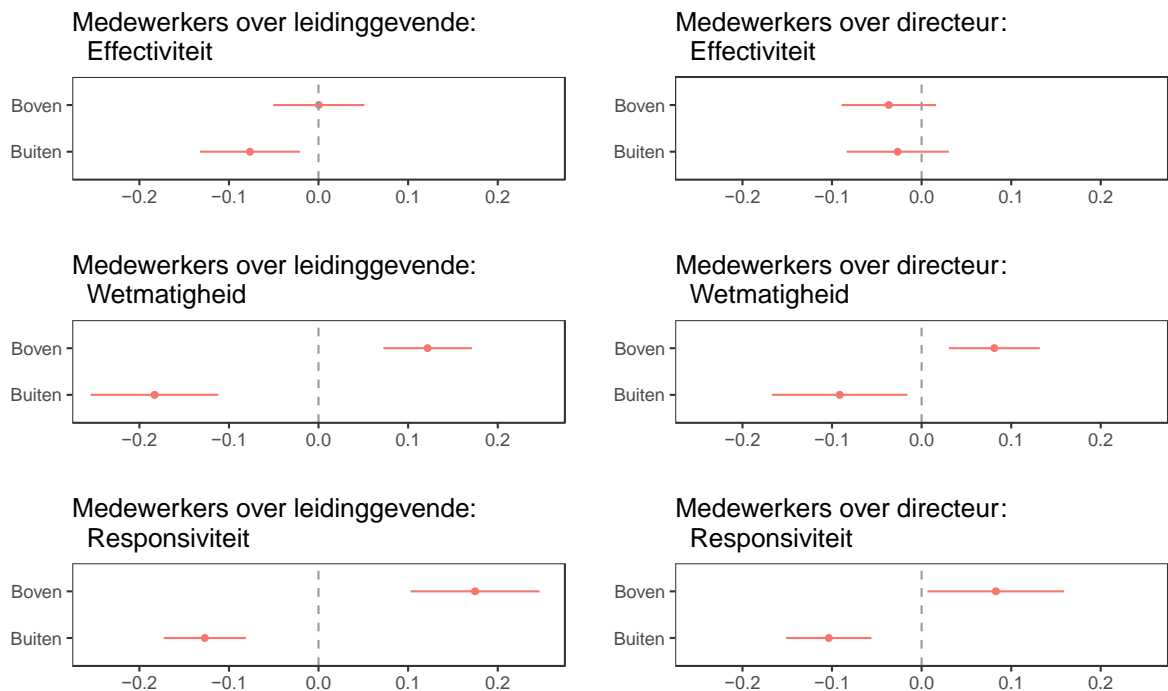 Medewerkers over leidinggevende:
Effectiviteit
Boven
Buiten
−0.2 −0.1 0.0 0.1 0.2
Medewerkers over directeur:
Effectiviteit
Boven
Buiten
−0.2 −0.1 0.0 0.1 0.2
Medewerkers over leidinggevende:
Wetmatigheid
Boven
Buiten
−0.2 −0.1 0.0 0.1 0.2
Medewerkers over directeur:
Wetmatigheid
Boven
Buiten
−0.2 −0.1 0.0 0.1 0.2
Medewerkers over leidinggevende:
Responsiviteit
Boven
Buiten
−0.2 −0.1 0.0 0.1 0.2
Medewerkers over directeur:
Responsiviteit
Boven
Buiten
−0.2 −0.1 0.0 0.1 0.2